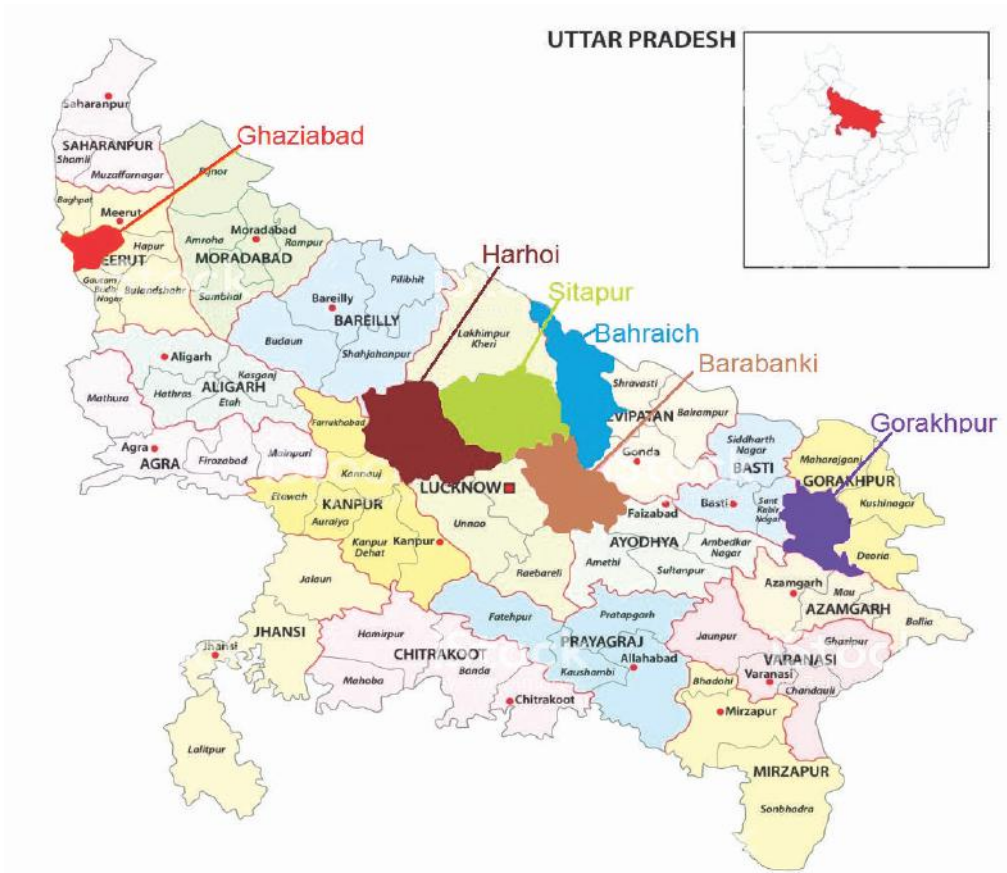 UTTAR PRADESH
Saharanpur
Ghaziabad
SAHARANPUR
Shamli
Muzaffarnagar
Bijnor
Baghpat
Meerut
Moradabad
Amroha
Rampur
Hapur
EERUT
MORADABAD
Harhoi
Gautam
Budh
Nagar
Bulandshahr
Sambhal
Pilibhit
Sitapur
Bareilly
BAREILLY
Bahraich
Lakhimpur
Kheri
Budaun
Shahjahanpur
Barabanki
Aligarh
Kasganj
ALIGARH
Hathras
Etah
Mathura
Shravasti
EVIPATAN
Balrampur
Farrukhabad
Gorakhpur
Agra
AGRA
Firozabad
Mainpuri
Gonda
Siddharth
Nagar
BASTI
Maharajganj
GORAKHPUR
Kannauj
LUCKNOW
Kushinagar
Etawah
KANPUR
Auraiya
Unnao
Faizabad
Basti
Sant
Kabir
Nagar
Kanpur
Dehat
Kanpur
AYODHYA
Ambedkar
Nagar
Deoria
Amethi
Sultanpur
Raebareli
Jalaun
Azamgarh
Mau
AZAMGARH
Ballia
Fatehpur
Pratapgarh
JHANSI
Hamirpur
Jaunpur
Ghazipur
Jhansi
CHITRAKOOT
PRAYAGRAJ
VARANASI
Banda
Kaushambi
Allahabad
Varanasi
Mahoba
Bhadohi
Chandauli
Chitrakoot
Mirzapur
Lalitpur
MIRZAPUR
Sonbhadra